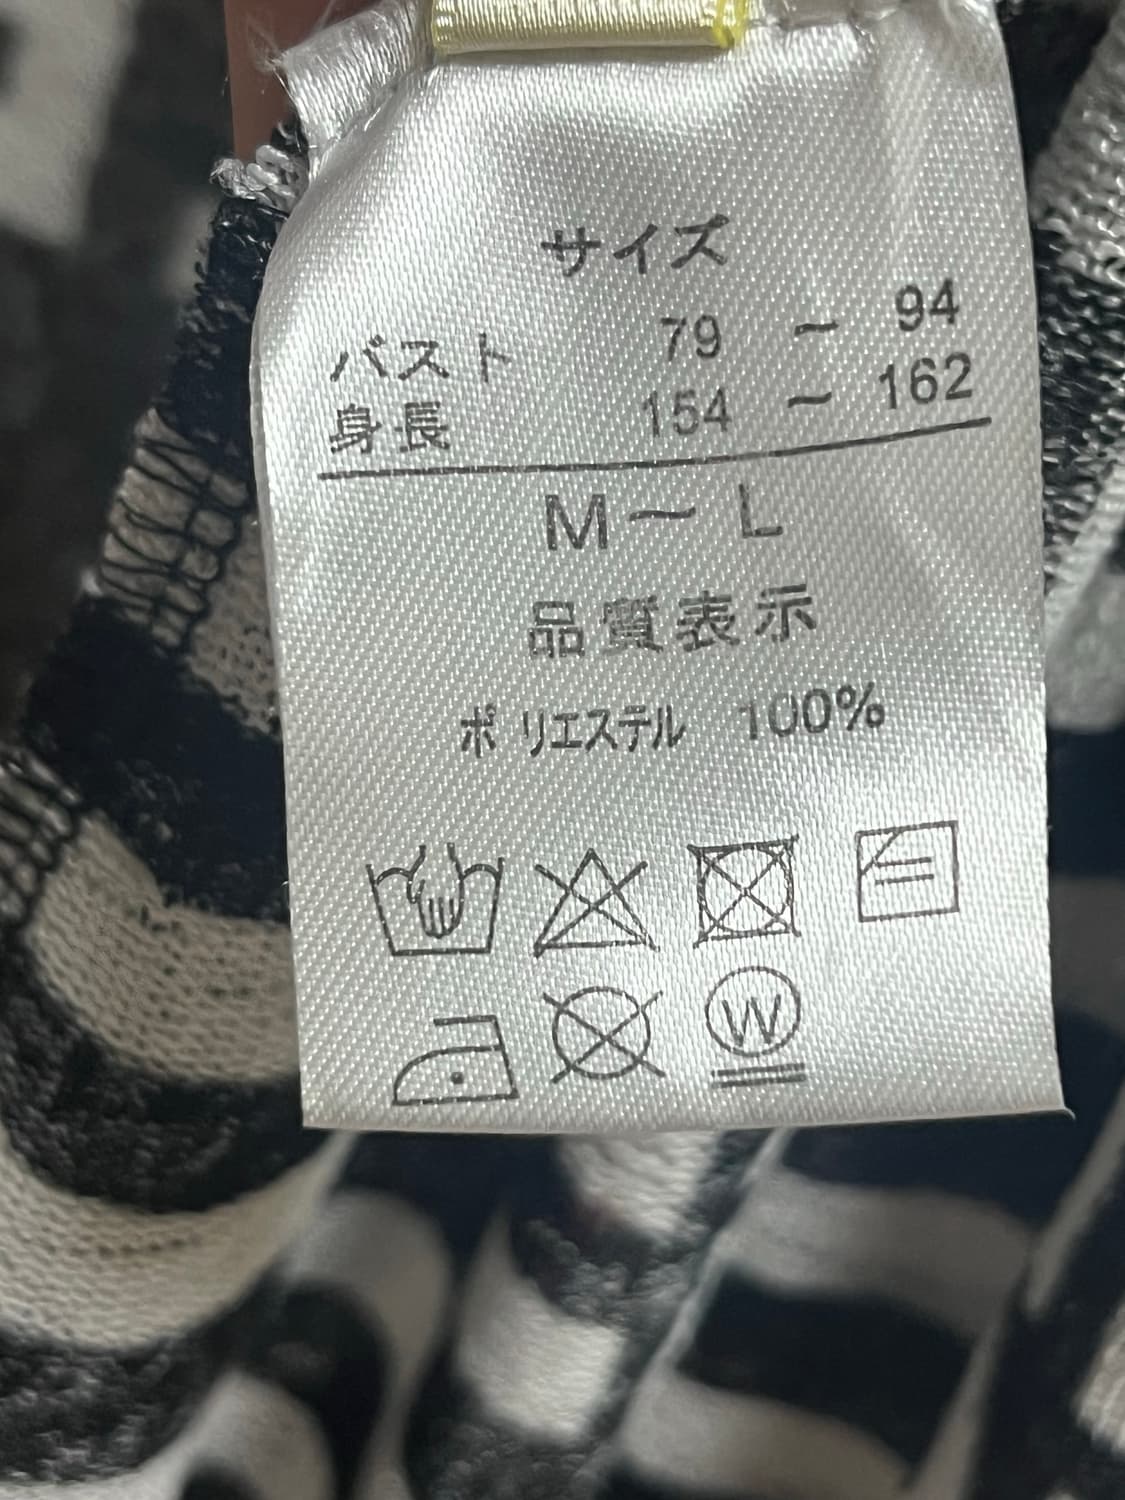 サイズ
バスト 79 ~ 94
身長 154 ~ 162
M~L
品質表示
ポリエステル 100%
W